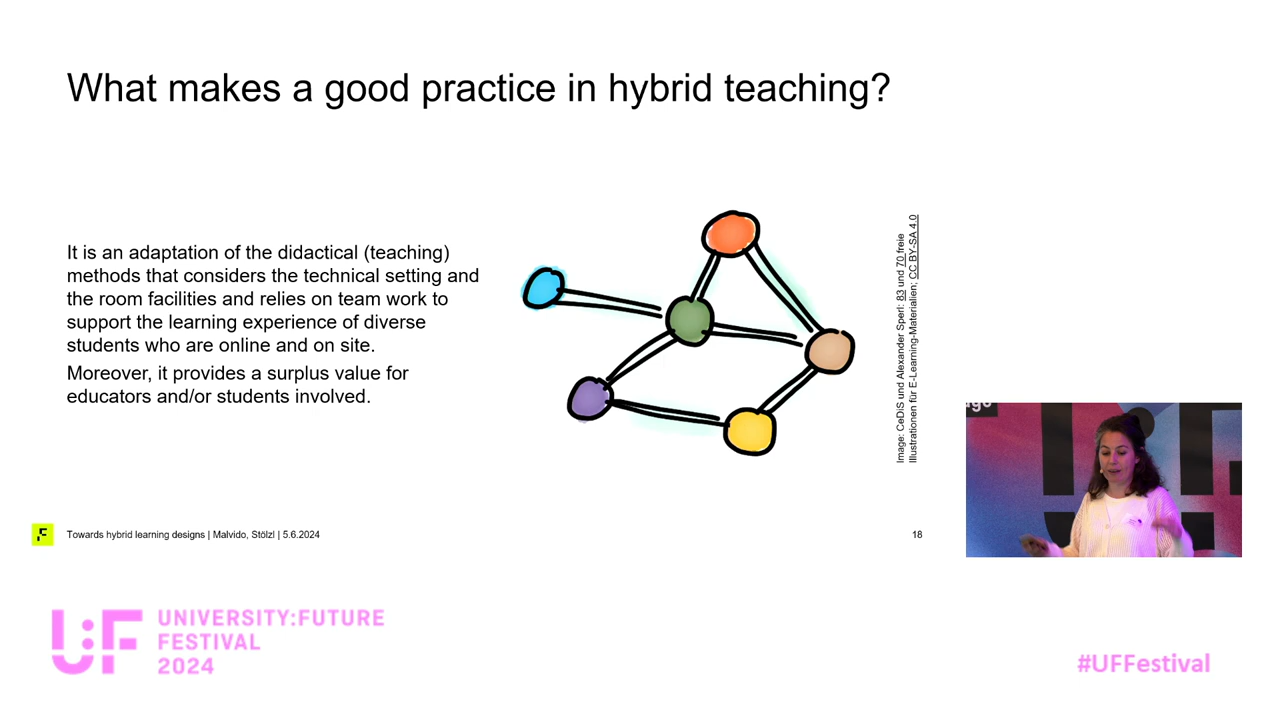 What makes a good practice in hybrid teaching?
It is an adaptation of the didactical (teaching)
methods that considers the technical setting and
the room facilities and relies on team work to
support the learning experience of diverse
students who are online and on site.
Moreover, it provides a surplus value for
educators and/or students involved.
Image: CeDiS und Alexander Sperl: 83 und 70 freie
Illustrationen für E-Learning-Materialien; CC BY-SA 4.0
Towards hybrid learning designs | Malvido, Stölzl | 5.6.2024
18
U:F
UNIVERSITY:FUTURE
FESTIVAL
2024
#UFFestival